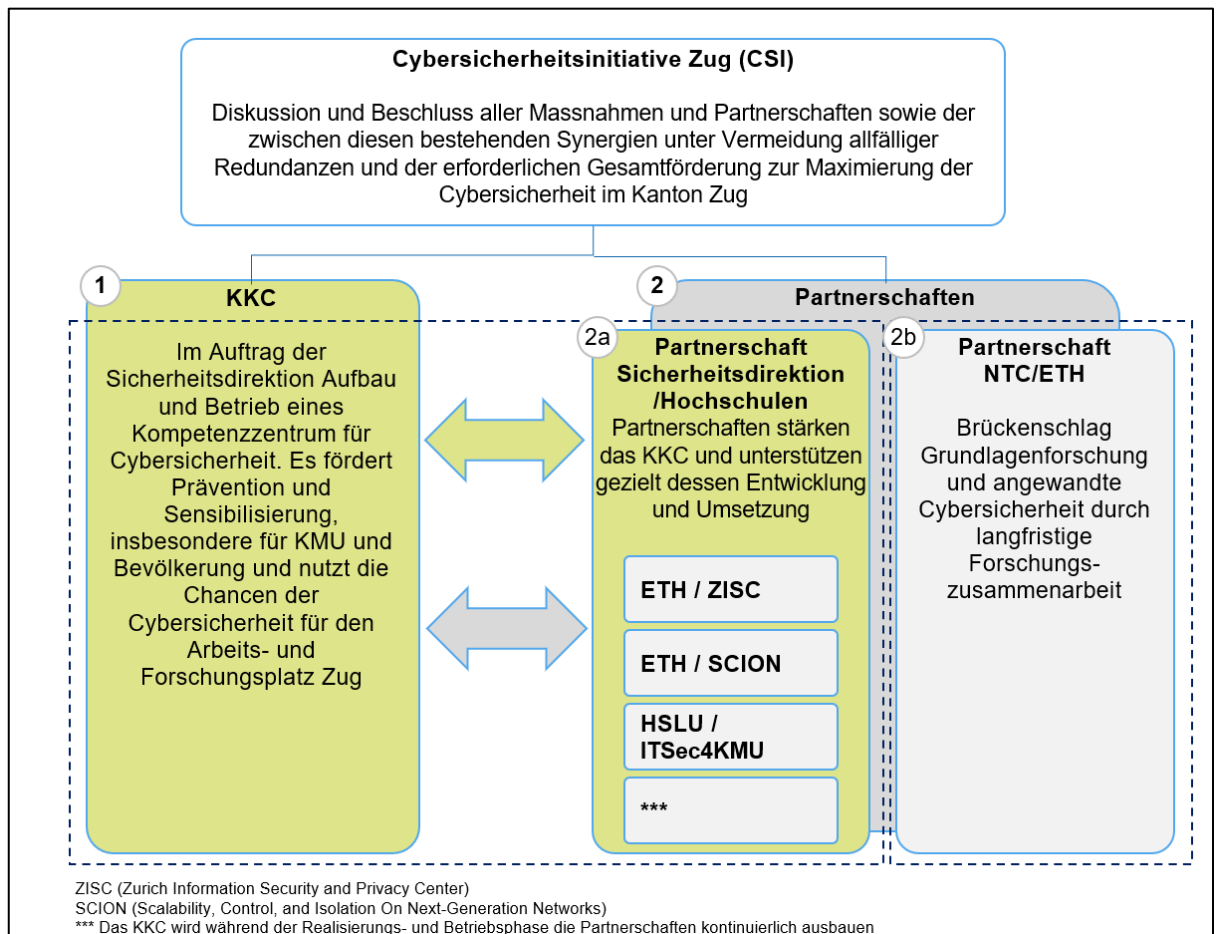 Cybersicherheitsinitiative Zug (CSI)
Diskussion und Beschluss aller Massnahmen und Partnerschaften sowie der
zwischen diesen bestehenden Synergien unter Vermeidung allfälliger
Redundanzen und der erforderlichen Gesamtförderung zur Maximierung der
Cybersicherheit im Kanton Zug
1
KKC
Im Auftrag der
Sicherheitsdirektion Aufbau
und Betrieb eines
Kompetenzzentrum für
Cybersicherheit. Es fördert
Prävention und
Sensibilisierung,
insbesondere für KMU und
Bevölkerung und nutzt die
Chancen der
Cybersicherheit für den
Arbeits- und
Forschungsplatz Zug
2
Partnerschaften
2a
Partnerschaft
Sicherheitsdirektion
/Hochschulen
Partnerschaften stärken
das KKC und unterstützen
gezielt dessen Entwicklung
und Umsetzung
ETH / ZISC
ETH / SCION
HSLU /
ITSec4KMU
***
2b
Partnerschaft
NTC/ETH
Brückenschlag
Grundlagenforschung
und angewandte
Cybersicherheit durch
langfristige
Forschungs-
zusammenarbeit
ZISC (Zurich Information Security and Privacy Center)
SCION (Scalability, Control, and Isolation On Next-Generation Networks)
*** Das KKC wird während der Realisierungs- und Betriebsphase die Partnerschaften kontinuierlich ausbauen